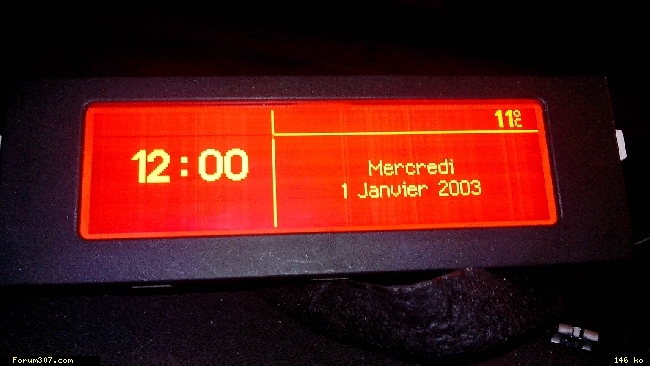 11°C
12:00
Mercredi
1 Janvier 2003
Forum307.com
146 ko